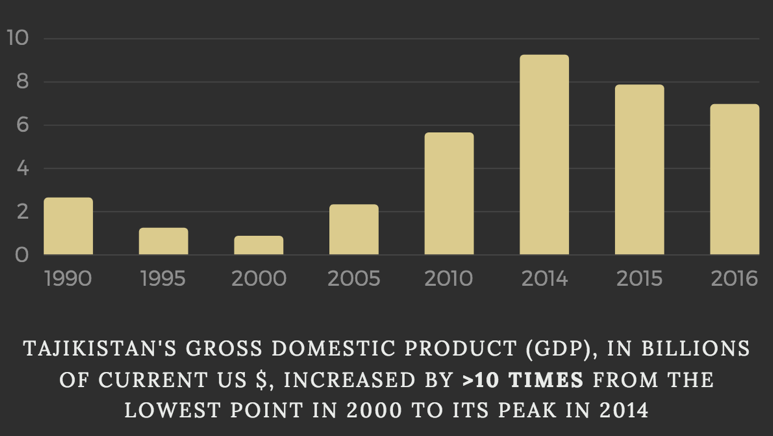 10
8
6
4
2
0
1990 1995 2000 2005 2010 2014 2015 2016
TAJIKISTAN'S GROSS DOMESTIC PRODUCT (GDP), IN BILLIONS
OF CURRENT US $, INCREASED BY >10 TIMES FROM THE
LOWEST POINT IN 2000 TO ITS PEAK IN 2014